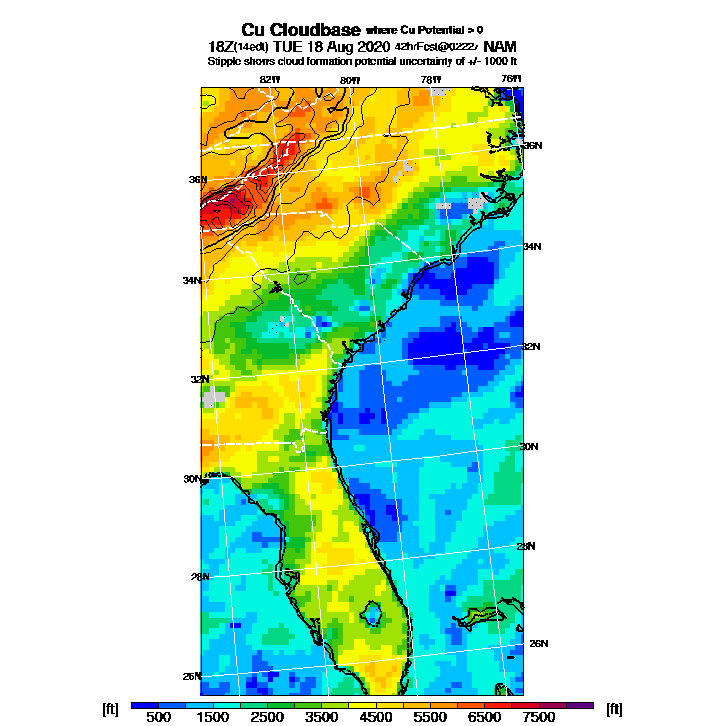 Cu Cloudbase where Cu Potential > 0
18Z(14edt) TUE 18 Aug 2020 42hrFcst@0222z NAM
Stipple shows cloud formation potential uncertainty of +/- 1000 ft
82W 80W 78W 76W
36N
36N
34N
34N
32N
32N
30N
30N
28N
28N
26N
26N
[ft] 500 1500 2500 3500 4500 5500 6500 7500 [ft]